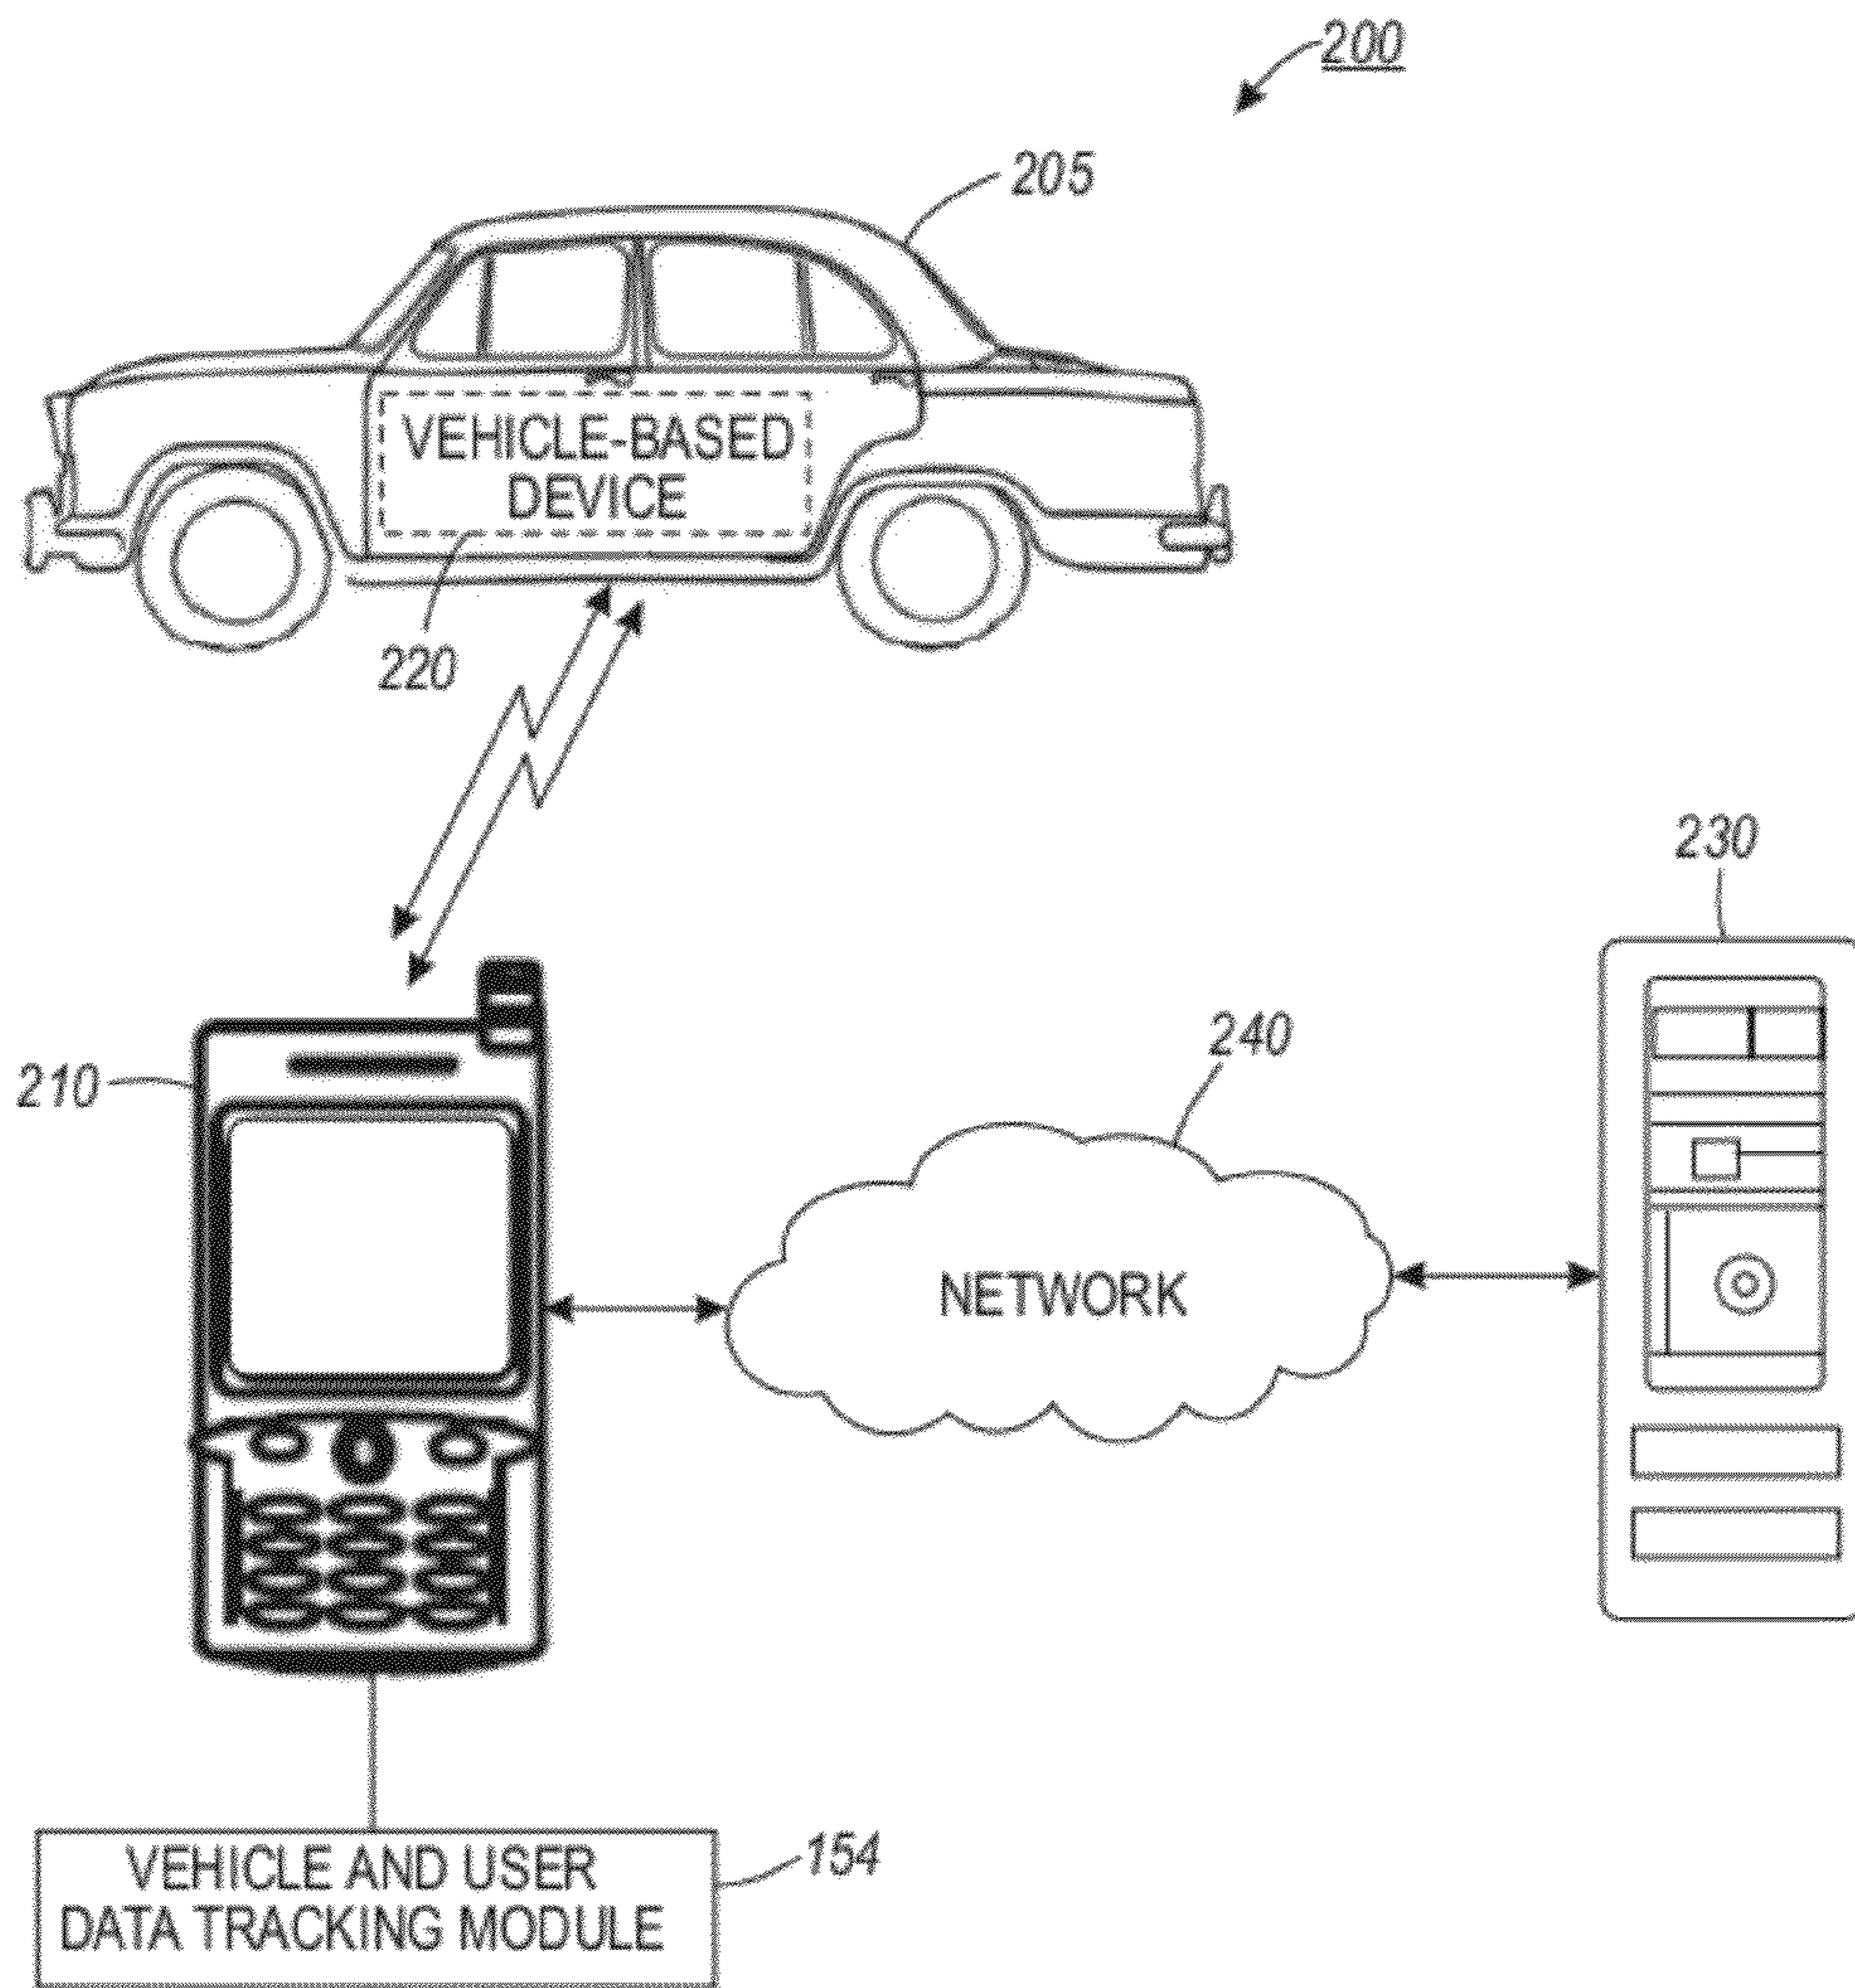 200
205
VEHICLE-BASED
DEVICE
220
230
240
210
NETWORK
154
VEHICLE AND USER
DATA TRACKING MODULE